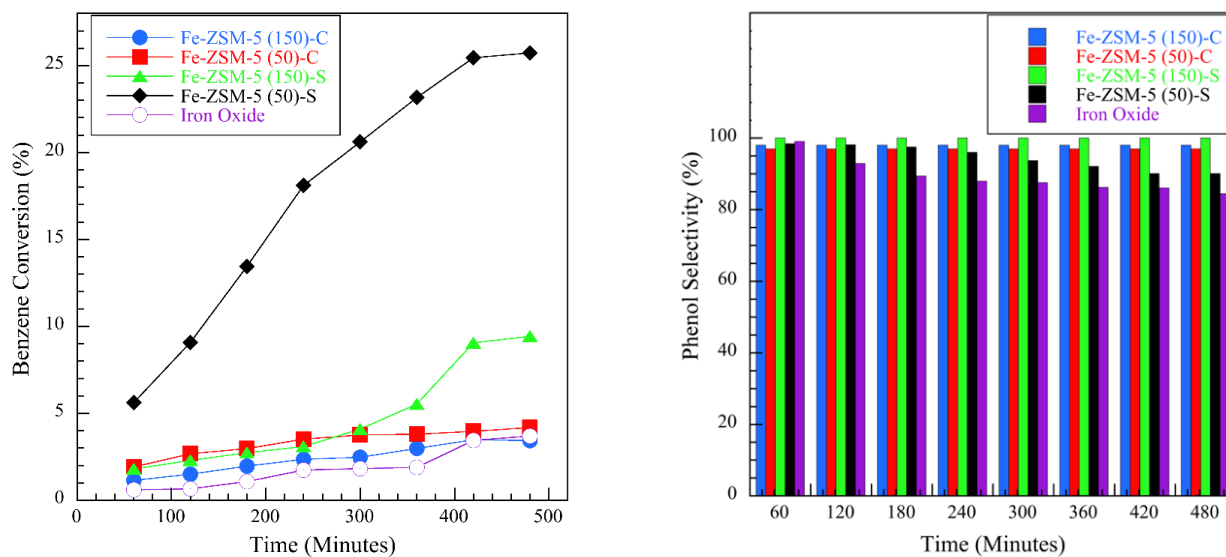 Fe-ZSM-5 (150)-C
Fe-ZSM-5 (50)-C
Fe-ZSM-5 (150)-S
Fe-ZSM-5 (50)-S
Iron Oxide
Benzene Conversion (%)
25
20
15
10
5
0
0 100 200 300 400 500
Time (Minutes)
Fe-ZSM-5 (150)-C
Fe-ZSM-5 (50)-C
Fe-ZSM-5 (150)-S
Fe-ZSM-5 (50)-S
Iron Oxide
Phenol Selectivity (%)
100
80
60
40
20
0
60 120 180 240 300 360 420 480
Time (Minutes)